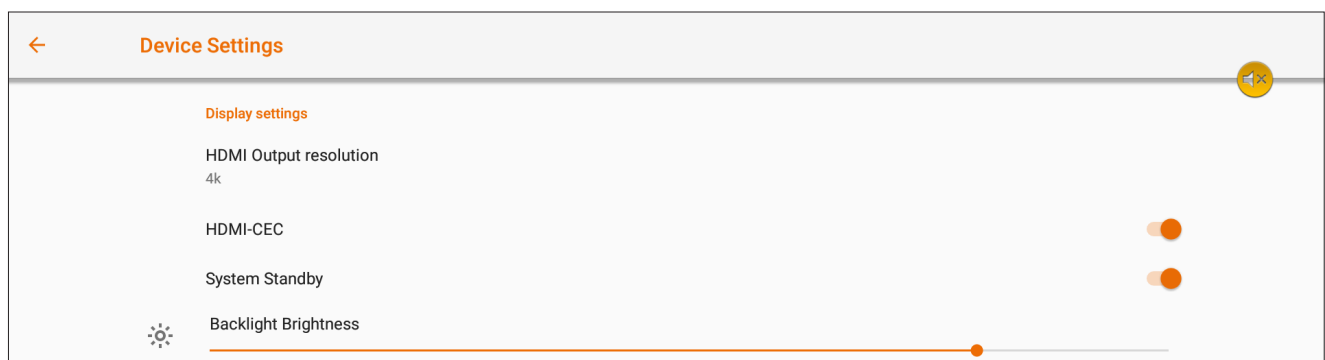 Device Settings
Display settings
HDMI Output resolution
4k
HDMI-CEC
System Standby
Backlight Brightness